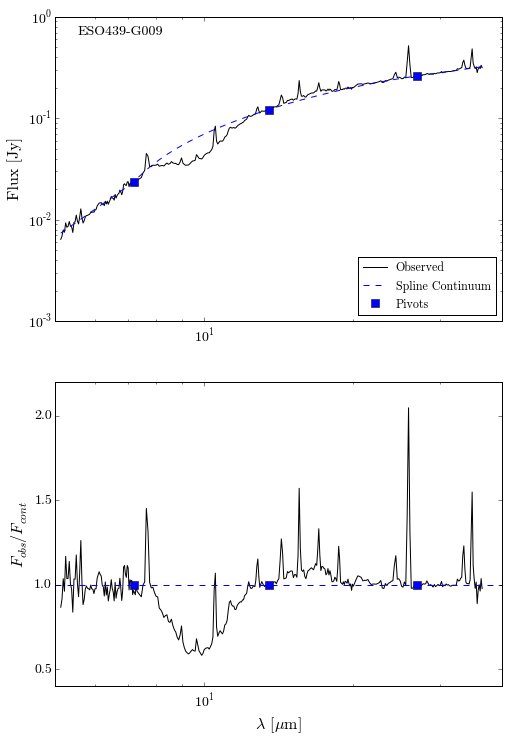 ESO439-G009
10^0
10^-1
10^-2
10^-3
Flux [Jy]
Observed
Spline Continuum
Pivots
10^1
2.0
1.5
1.0
0.5
F_obs/F_cont
10^1
λ [μm]